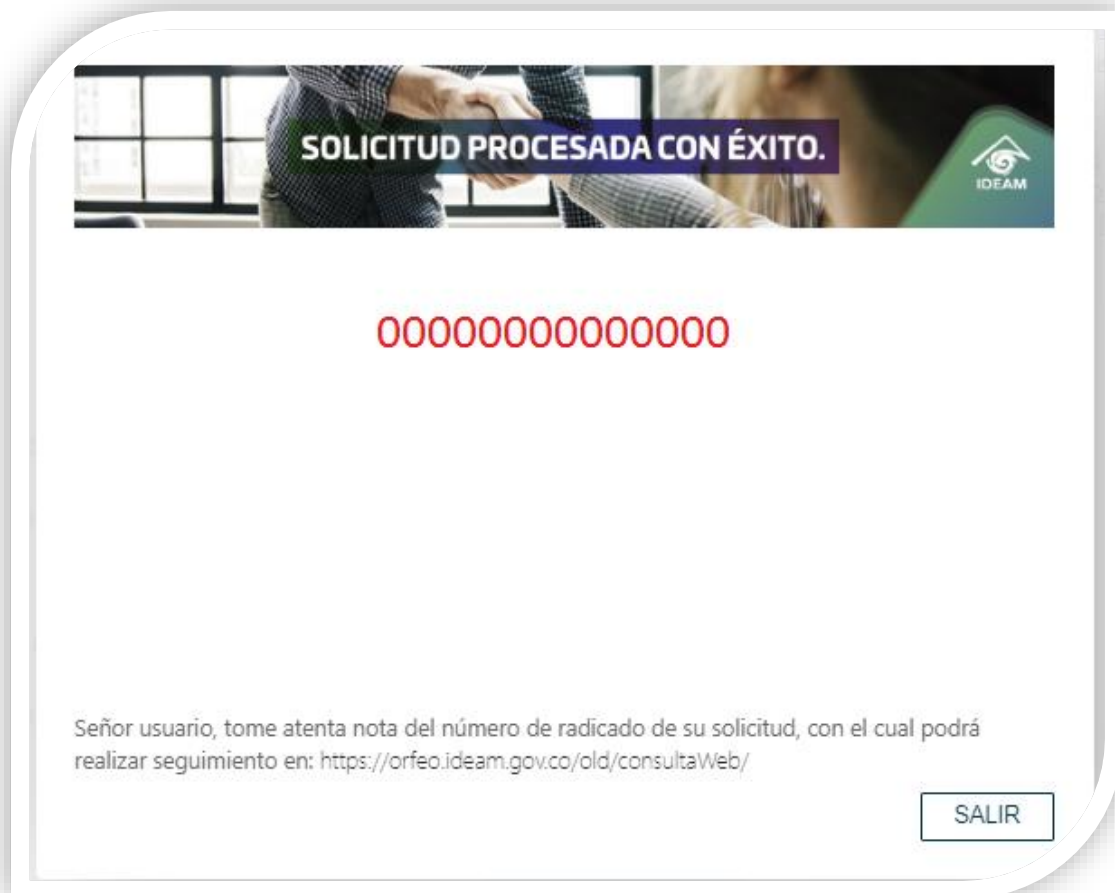 SOLICITUD PROCESADA CON ÉXITO.
IDEAM
00000000000000
Señor usuario, tome atenta nota del número de radicado de su solicitud, con el cual podrá
realizar seguimiento en: https://orfeo.ideam.gov.co/old/consultaWeb/
SALIR